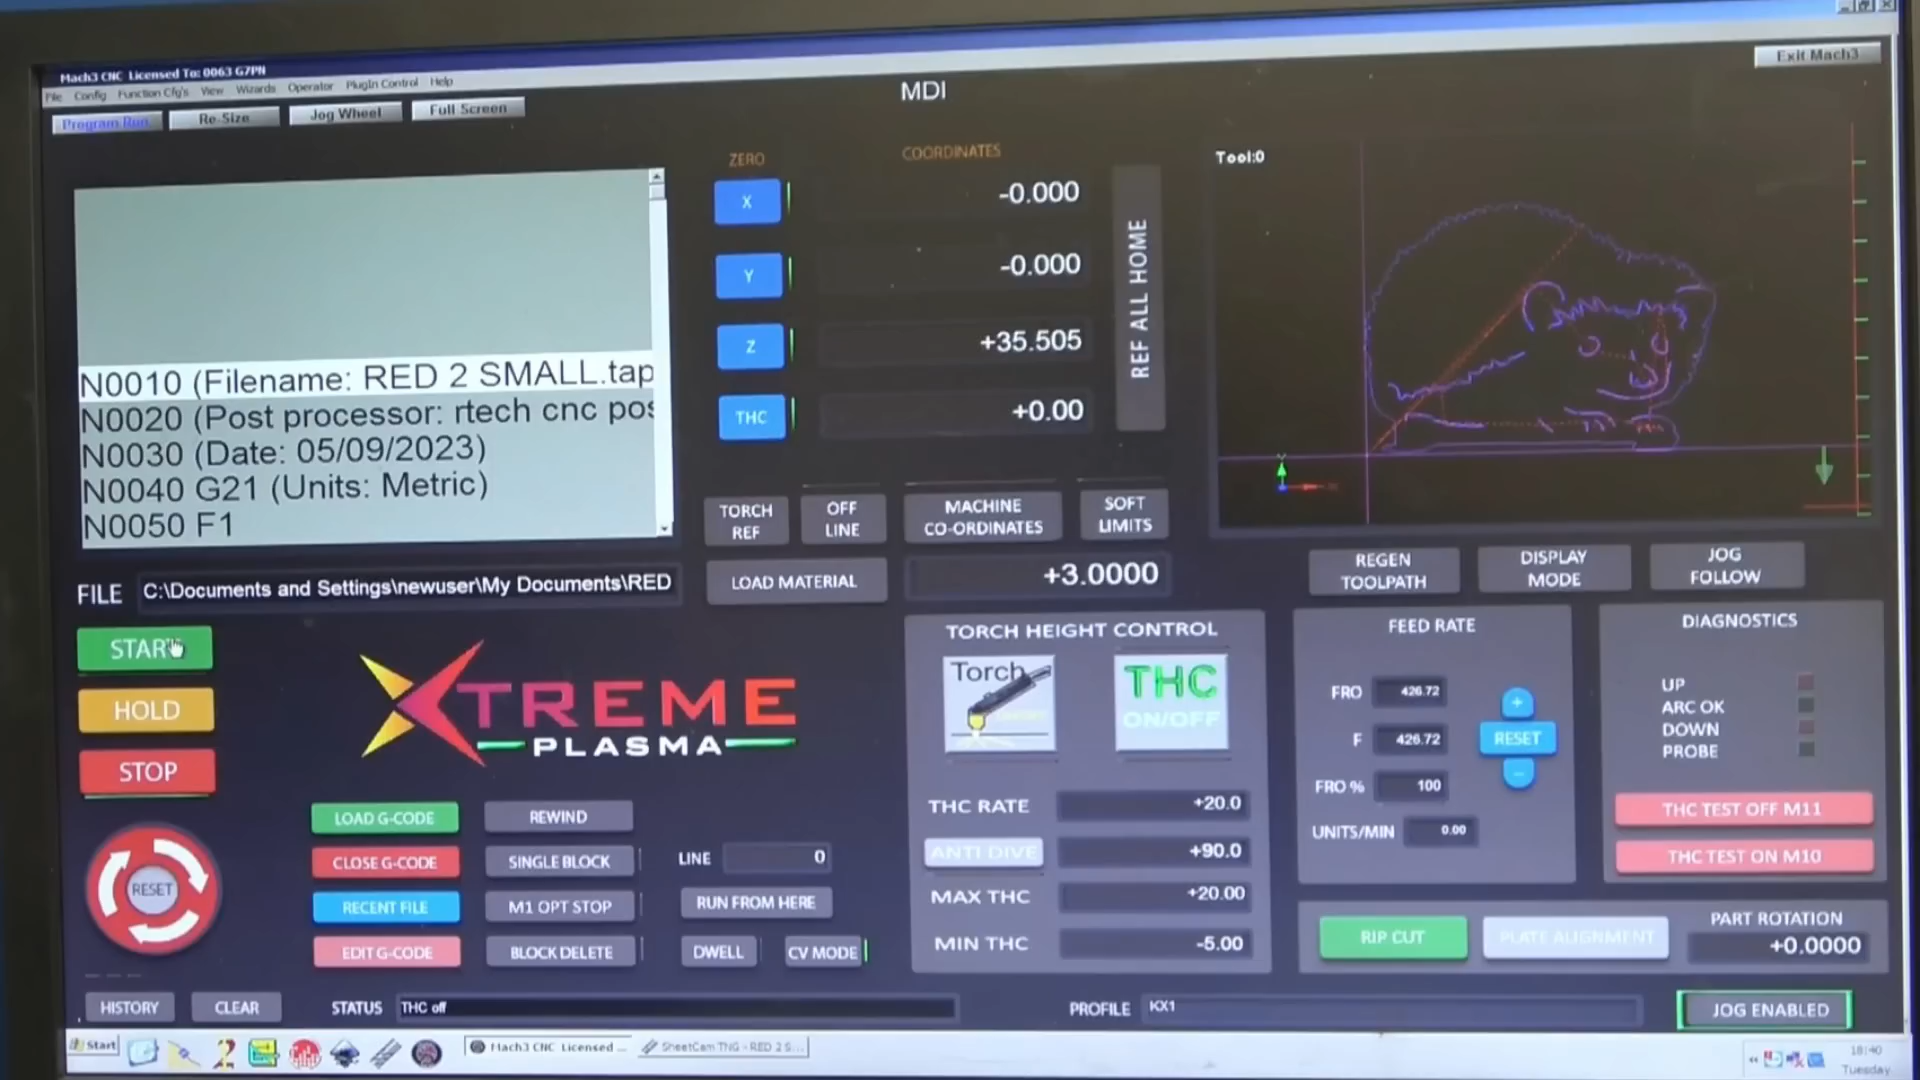 Mach3 CNC Licensed To: 0063 G7PN
File Config Function Cfg's View Wizards Operator PlugIn Control Help
Exit Mach3
Program Run Re-Size Jog Wheel Full Screen
MDI
ZERO COORDINATES
Tool:0
X -0.000
Y -0.000
Z +35.505
THC +0.00
REF ALL HOME
N0010 (Filename: RED 2 SMALL.tap
N0020 (Post processor: rtech cnc pos
N0030 (Date: 05/09/2023)
N0040 G21 (Units: Metric)
N0050 F1
TORCH REF
OFF LINE
MACHINE CO-ORDINATES
SOFT LIMITS
FILE C:\Documents and Settings\newuser\My Documents\RED
LOAD MATERIAL
+3.0000
REGEN TOOLPATH
DISPLAY MODE
JOG FOLLOW
START
HOLD
STOP
RESET
XTREME
PLASMA
TORCH HEIGHT CONTROL
Torch
THC
ON/OFF
THC RATE +20.0
ANTI DIVE +90.0
MAX THC +20.00
MIN THC -5.00
FEED RATE
FRO 426.72
F 426.72
RESET
FRO % 100
UNITS/MIN 0.00
DIAGNOSTICS
UP
ARC OK
DOWN
PROBE
THC TEST OFF M11
THC TEST ON M10
LOAD G-CODE REWIND
CLOSE G-CODE SINGLE BLOCK LINE 0
RECENT FILE M1 OPT STOP RUN FROM HERE
EDIT G-CODE BLOCK DELETE DWELL CV MODE
RIP CUT PLATE ALIGNMENT
PART ROTATION
+0.0000
HISTORY CLEAR STATUS THC off PROFILE KX1 JOG ENABLED
Start Mach3 CNC Licensed ... SheetCam TNG - RED 2 S...
18:40
Tuesday